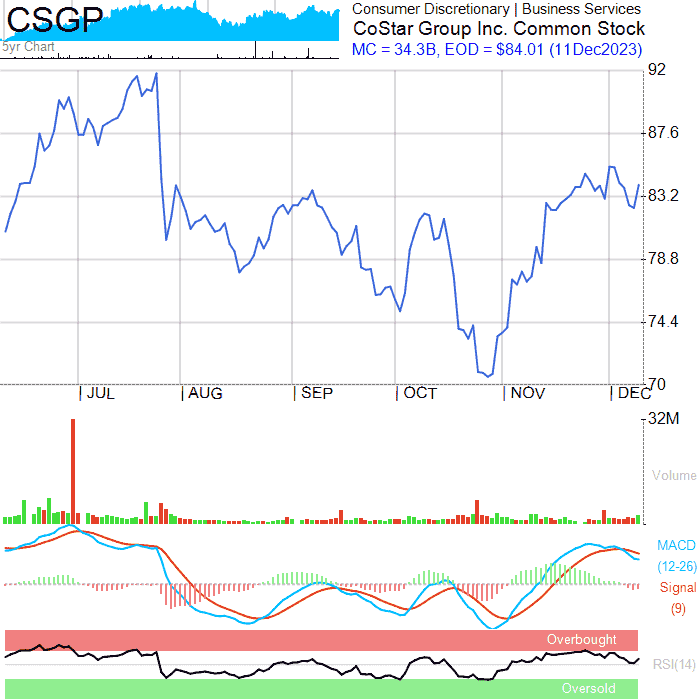 CSGP
5yr Chart
Consumer Discretionary | Business Services
CoStar Group Inc. Common Stock
MC = 34.3B, EOD = $84.01 (11Dec2023)
92
87.6
83.2
78.8
74.4
70
JUL AUG SEP OCT NOV DEC
32M
Volume
MACD
(12-26)
Signal
(9)
Overbought
RSI(14)
Oversold